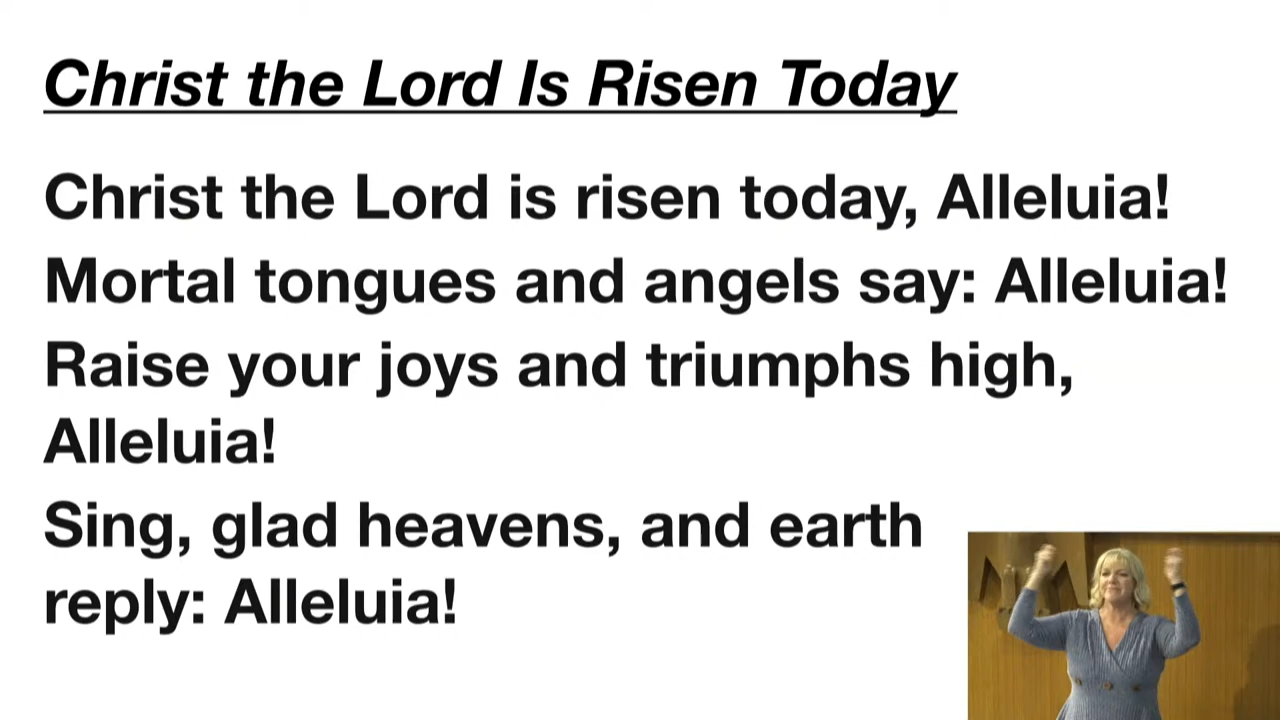 Christ the Lord Is Risen Today
Christ the Lord is risen today, Alleluia!
Mortal tongues and angels say: Alleluia!
Raise your joys and triumphs high,
Alleluia!
Sing, glad heavens, and earth
reply: Alleluia!